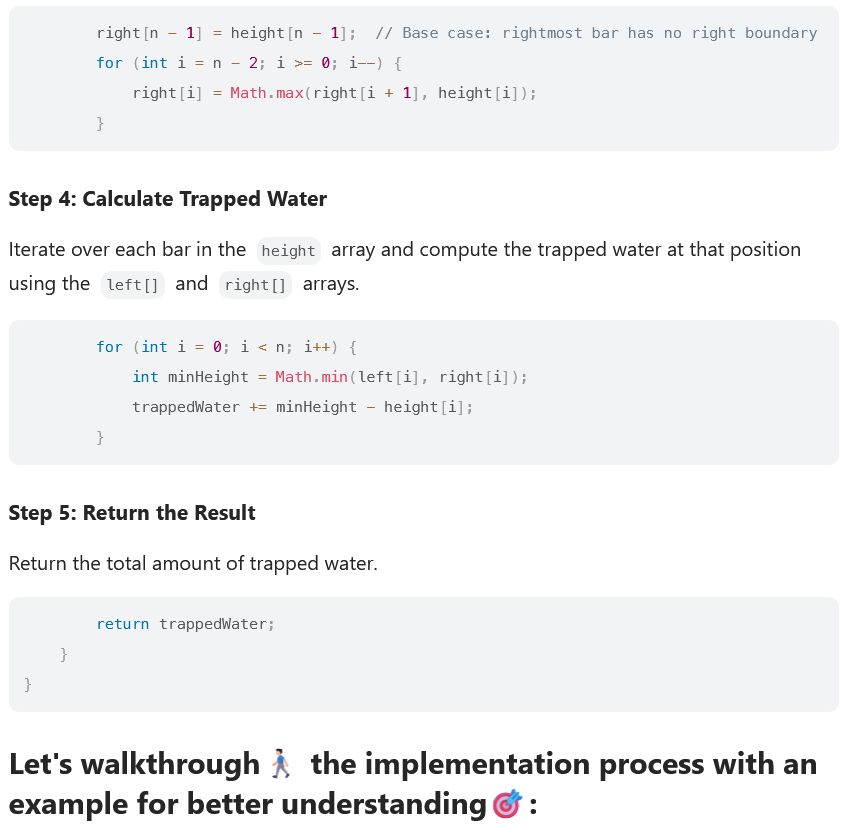 right[n - 1] = height[n - 1];  // Base case: rightmost bar has no right boundary
for (int i = n - 2; i >= 0; i--) {
right[i] = Math.max(right[i + 1], height[i]);
}
Step 4: Calculate Trapped Water
Iterate over each bar in the height array and compute the trapped water at that position
using the left[] and right[] arrays.
for (int i = 0; i < n; i++) {
int minHeight = Math.min(left[i], right[i]);
trappedWater += minHeight - height[i];
}
Step 5: Return the Result
Return the total amount of trapped water.
return trappedWater;
}
}
Let's walkthrough🚶🏻 the implementation process with an
example for better understanding🎯: